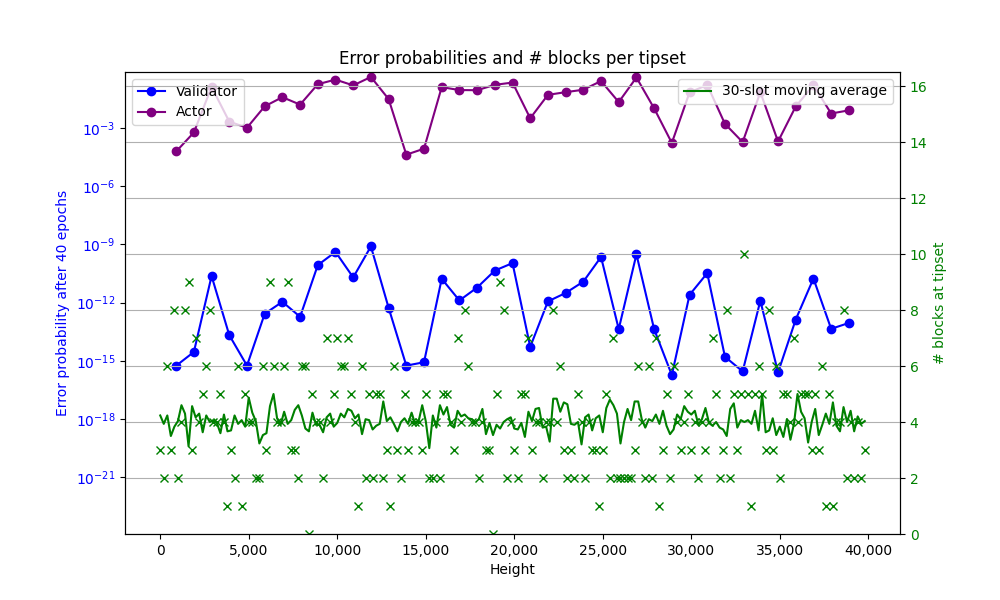 Error probabilities and # blocks per tipset
Validator
Actor
30-slot moving average
Error probability after 40 epochs
10⁻³
10⁻⁶
10⁻⁹
10⁻¹²
10⁻¹⁵
10⁻¹⁸
10⁻²¹
16
14
12
10
8
6
4
2
0
# blocks at tipset
0 5,000 10,000 15,000 20,000 25,000 30,000 35,000 40,000
Height